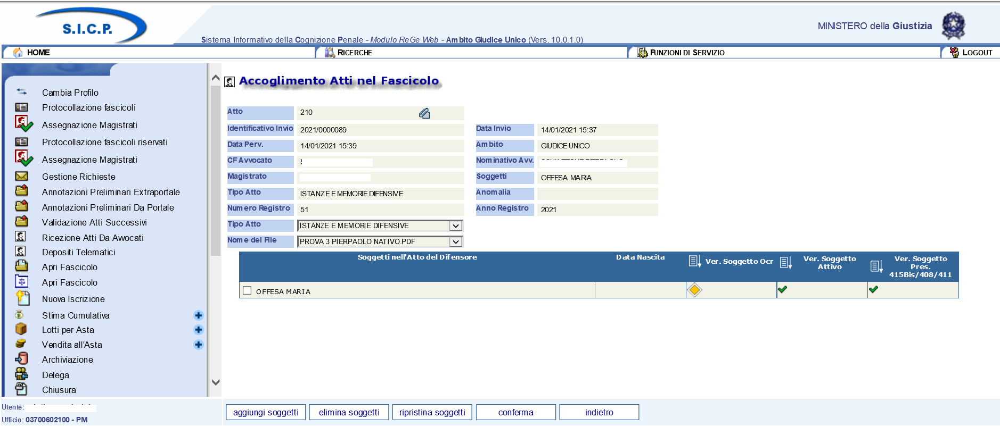 S.I.C.P.
MINISTERO della Giustizia
Sistema Informativo della Cognizione Penale - Modulo ReGe Web - Ambito Giudice Unico (Vers. 10.0.1.0)
HOME
RICERCHE
FUNZIONI DI SERVIZIO
LOGOUT
Cambia Profilo
Protocollazione fascicoli
Assegnazione Magistrati
Protocollazione fascicoli riservati
Assegnazione Magistrati
Gestione Richieste
Annotazioni Preliminari Extraportale
Annotazioni Preliminari Da Portale
Validazione Atti Successivi
Ricezione Atti Da Avvocati
Depositi Telematici
Apri Fascicolo
Apri Fascicolo
Nuova Iscrizione
Stima Cumulativa
Lotti per Asta
Vendita all'Asta
Archiviazione
Delega
Chiusura
Utente:
Ufficio: 03700602100 - PM
Accoglimento Atti nel Fascicolo
Atto 210
Identificativo Invio 2021/0000089 Data Invio 14/01/2021 15:37
Data Perv. 14/01/2021 15:39 Ambito GIUDICE UNICO
CF Avvocato Nominativo Avv.
Magistrato Soggetti OFFESA MARIA
Tipo Atto ISTANZE E MEMORIE DIFENSIVE Anomalia
Numero Registro 51 Anno Registro 2021
Tipo Atto ISTANZE E MEMORIE DIFENSIVE
Nome del File PROVA 3 PIERPAOLO NATIVO.PDF
Soggetti nell'Atto del Difensore
Data Nascita
Ver. Soggetto Ocr
Ver. Soggetto
Attivo
Ver. Soggetto
Pres.
415Bis/408/411
OFFESA MARIA
aggiungi soggetti
elimina soggetti
ripristina soggetti
conferma
indietro